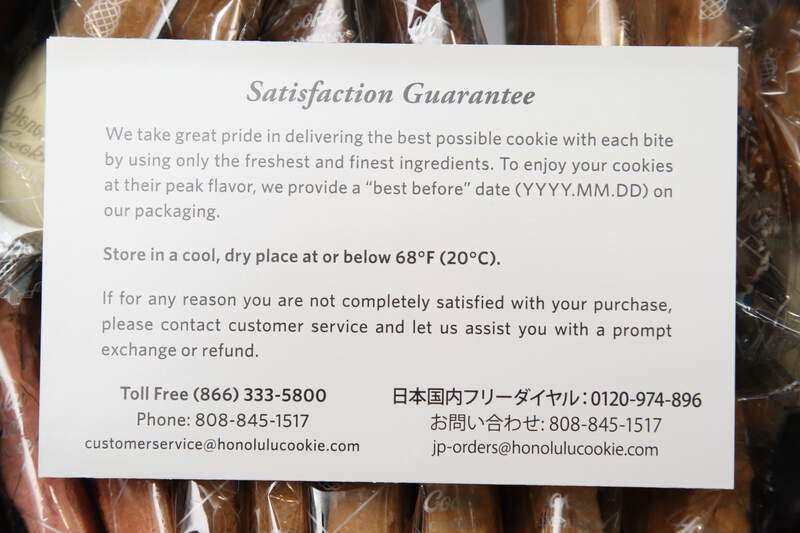 Satisfaction Guarantee
We take great pride in delivering the best possible cookie with each bite
by using only the freshest and finest ingredients. To enjoy your cookies
at their peak flavor, we provide a “best before” date (YYYY.MM.DD) on
our packaging.
Store in a cool, dry place at or below 68°F (20°C).
If for any reason you are not completely satisfied with your purchase,
please contact customer service and let us assist you with a prompt
exchange or refund.
Toll Free (866) 333-5800
Phone: 808-845-1517
customerservice@honolulucookie.com
日本国内フリーダイヤル：0120-974-896
お問い合わせ: 808-845-1517
jp-orders@honolulucookie.com